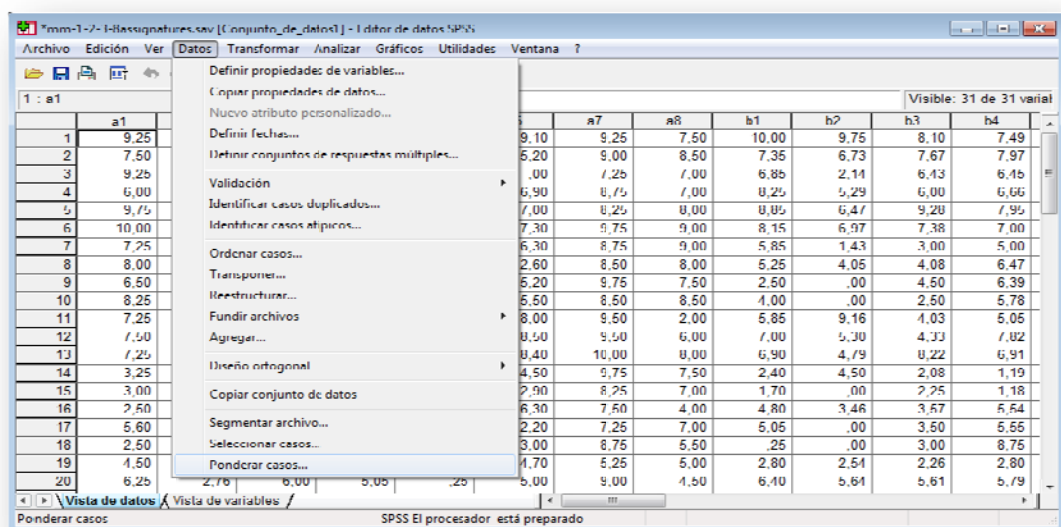 *mm-1-2- I-Bassignatures.sav [Conjunto_de_datos1] - Editor de datos SPSS
Archivo Edición Ver Datos Transformar Analizar Gráficos Utilidades Ventana ?
1 : a1
Visible: 31 de 31 variat
Definir propiedades de variables...
Copiar propiedades de datos...
Nuevo atributo personalizado...
Definir fechas...
Definir conjuntos de respuestas múltiples...
Validación
Identificar casos duplicados...
Identificar casos atípicos...
Ordenar casos...
Transponer...
Reestructurar...
Fundir archivos
Agregar...
Diseño ortogonal
Copiar conjunto de datos
Segmentar archivo...
Seleccionar casos...
Ponderar casos...
a1 a7 a8 b1 b2 b3 b4
1 9,25 9,10 9,25 7,50 10,00 9,75 8,10 7,49
2 7,50 5,20 9,00 8,50 7,35 6,73 7,67 7,97
3 9,25 ,00 7,25 7,00 6,85 2,14 6,43 6,45
4 6,00 6,90 8,75 7,00 8,25 5,29 6,00 6,66
5 9,75 7,00 8,25 8,00 8,85 6,47 9,28 7,95
6 10,00 7,30 9,75 9,00 8,15 6,97 7,38 7,00
7 7,25 6,30 8,75 9,00 5,85 1,43 3,00 5,00
8 8,00 2,60 8,50 8,00 5,25 4,05 4,08 6,47
9 6,50 5,20 9,75 7,50 2,50 ,00 4,50 6,39
10 8,25 5,50 8,50 8,50 4,00 ,00 2,50 5,78
11 7,25 8,00 9,50 2,00 5,85 9,16 4,03 5,05
12 7,50 8,50 9,50 6,00 7,00 5,30 4,33 7,82
13 7,25 8,40 10,00 8,00 6,90 4,79 8,22 6,91
14 3,25 4,50 9,75 7,50 2,40 4,50 2,08 1,19
15 3,00 2,90 8,25 7,00 1,70 ,00 2,25 1,18
16 2,50 6,30 7,50 4,00 4,80 3,46 3,57 5,54
17 5,60 2,20 7,25 7,00 5,05 ,00 3,50 5,55
18 2,50 3,00 8,75 5,50 ,25 ,00 3,00 8,75
19 4,50 4,70 5,25 5,00 2,80 2,54 2,26 2,80
20 6,25 2,76 6,00 5,05 ,25 5,00 9,00 4,50 6,40 5,64 5,61 5,79
Vista de datos Vista de variables
Ponderar casos SPSS El procesador está preparado